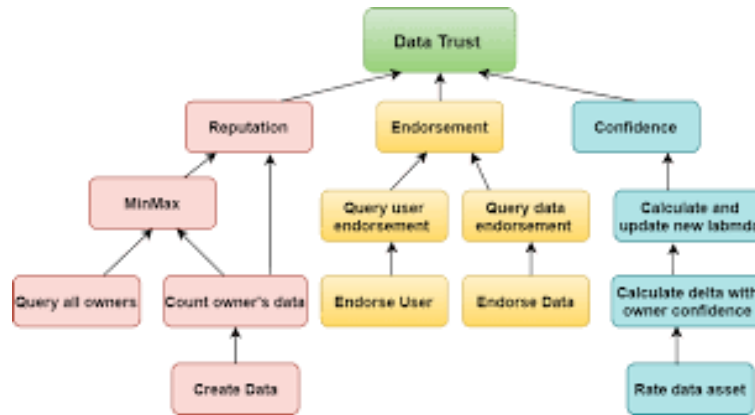 Data Trust
Reputation
Endorsement
Confidence
MinMax
Query user
endorsement
Query data
endorsement
Calculate and
update new labmda
Query all owners
Count owner's data
Endorse User
Endorse Data
Calculate delta with
owner confidence
Create Data
Rate data asset